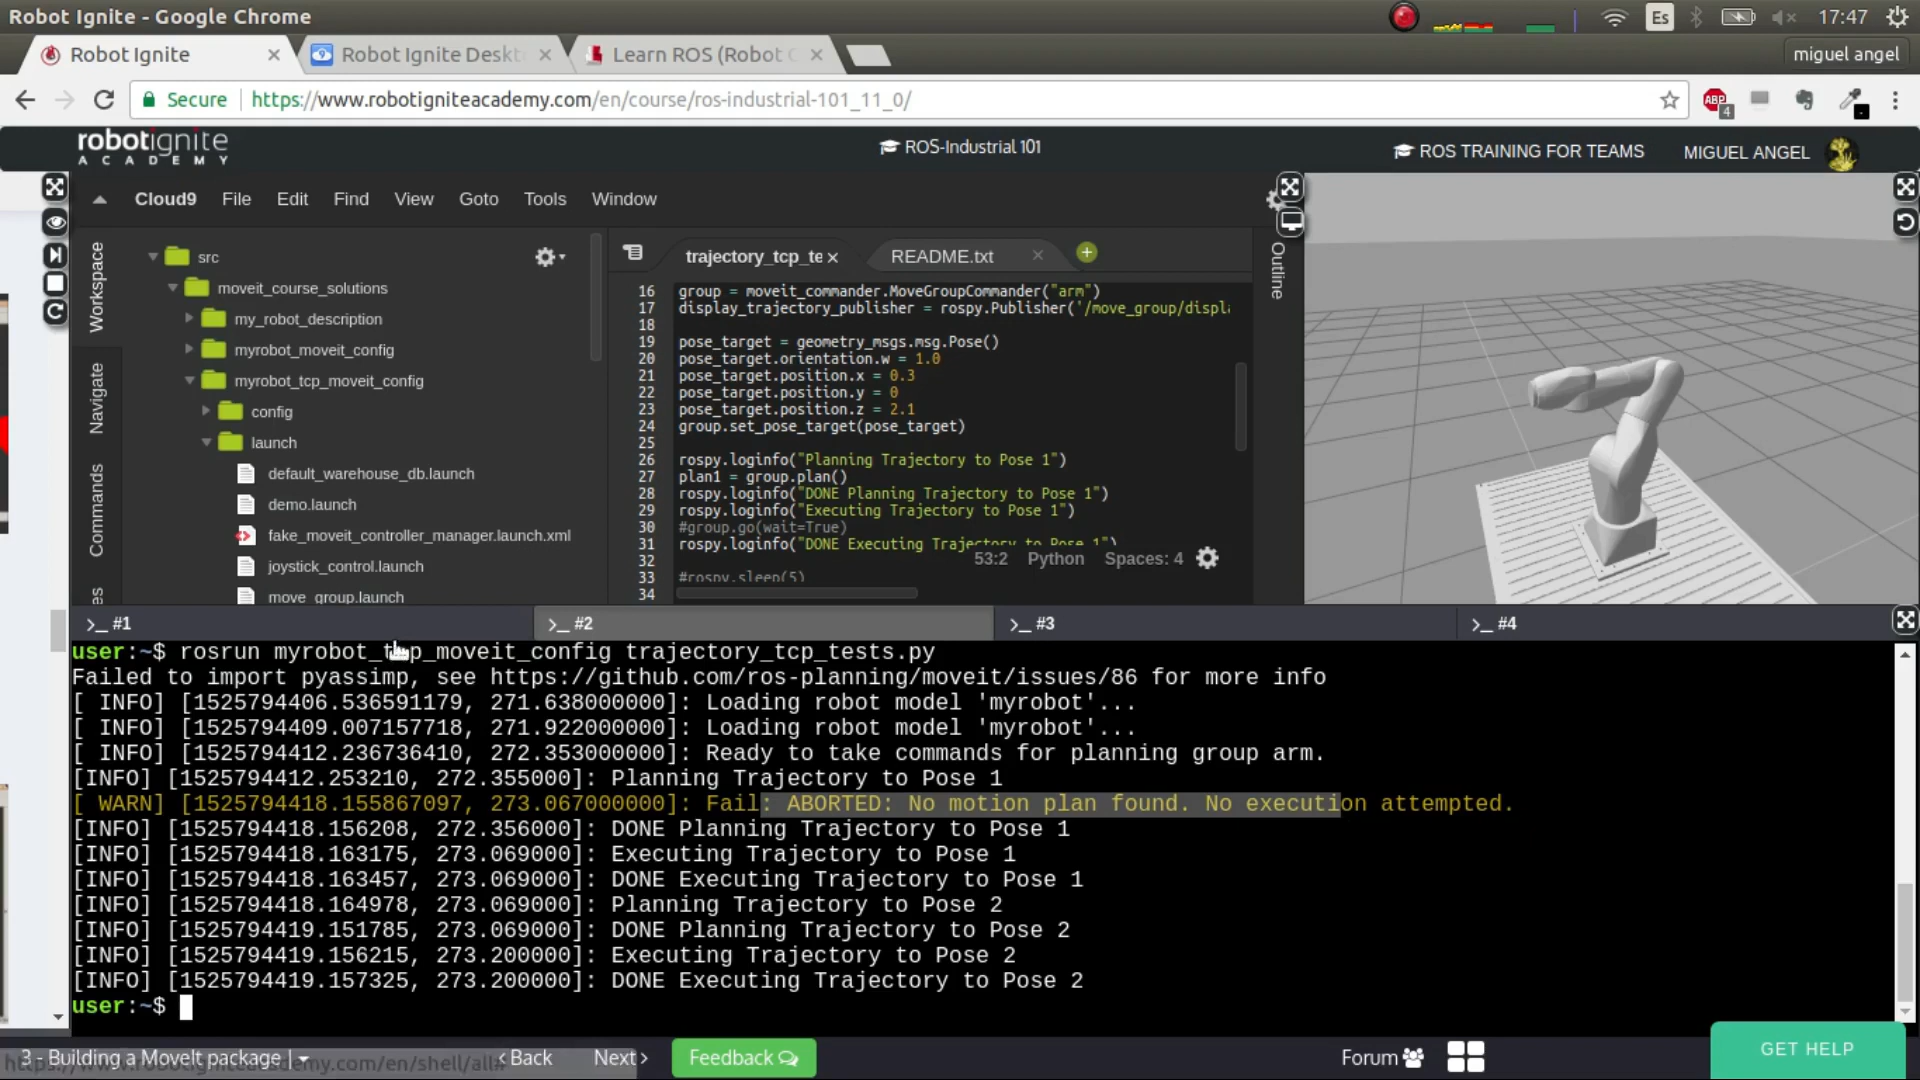 Robot Ignite - Google Chrome
Es
17:47
Robot Ignite
Robot Ignite Deskt
Learn ROS (Robot C
miguel angel
Secure
https://www.robotigniteacademy.com/en/course/ros-industrial-101_11_0/
ABP
4
robotignite
ACADEMY
ROS-Industrial 101
ROS TRAINING FOR TEAMS
MIGUEL ANGEL
Cloud9
File
Edit
Find
View
Goto
Tools
Window
Workspace
Navigate
Commands
es
Outline
src
moveit_course_solutions
my_robot_description
myrobot_moveit_config
myrobot_tcp_moveit_config
config
launch
default_warehouse_db.launch
demo.launch
fake_moveit_controller_manager.launch.xml
joystick_control.launch
move_group.launch
trajectory_tcp_te
README.txt
16 group = moveit_commander.MoveGroupCommander("arm")
17 display_trajectory_publisher = rospy.Publisher('/move_group/displ
18
19 pose_target = geometry_msgs.msg.Pose()
20 pose_target.orientation.w = 1.0
21 pose_target.position.x = 0.3
22 pose_target.position.y = 0
23 pose_target.position.z = 2.1
24 group.set_pose_target(pose_target)
25
26 rospy.loginfo("Planning Trajectory to Pose 1")
27 plan1 = group.plan()
28 rospy.loginfo("DONE Planning Trajectory to Pose 1")
29 rospy.loginfo("Executing Trajectory to Pose 1")
30 #group.go(wait=True)
31 rospy.loginfo("DONE Executing Trajectory to Pose 1")
32
33 #rospy.sleep(5)
34
53:2 Python Spaces: 4
>_ #1
>_ #2
>_ #3
>_ #4
user:~$ rosrun myrobot_tcp_moveit_config trajectory_tcp_tests.py
Failed to import pyassimp, see https://github.com/ros-planning/moveit/issues/86 for more info
[ INFO] [1525794406.536591179, 271.638000000]: Loading robot model 'myrobot'...
[ INFO] [1525794409.007157718, 271.922000000]: Loading robot model 'myrobot'...
[ INFO] [1525794412.236736410, 272.353000000]: Ready to take commands for planning group arm.
[INFO] [1525794412.253210, 272.355000]: Planning Trajectory to Pose 1
[ WARN] [1525794418.155867097, 273.067000000]: Fail: ABORTED: No motion plan found. No execution attempted.
[INFO] [1525794418.156208, 272.356000]: DONE Planning Trajectory to Pose 1
[INFO] [1525794418.163175, 273.069000]: Executing Trajectory to Pose 1
[INFO] [1525794418.163457, 273.069000]: DONE Executing Trajectory to Pose 1
[INFO] [1525794418.164978, 273.069000]: Planning Trajectory to Pose 2
[INFO] [1525794419.151785, 273.069000]: DONE Planning Trajectory to Pose 2
[INFO] [1525794419.156215, 273.200000]: Executing Trajectory to Pose 2
[INFO] [1525794419.157325, 273.200000]: DONE Executing Trajectory to Pose 2
user:~$
3 - Building a MoveIt package |
https://www.robotigniteacademy.com/en/shell/all#
‹ Back
Next ›
Feedback
Forum
GET HELP